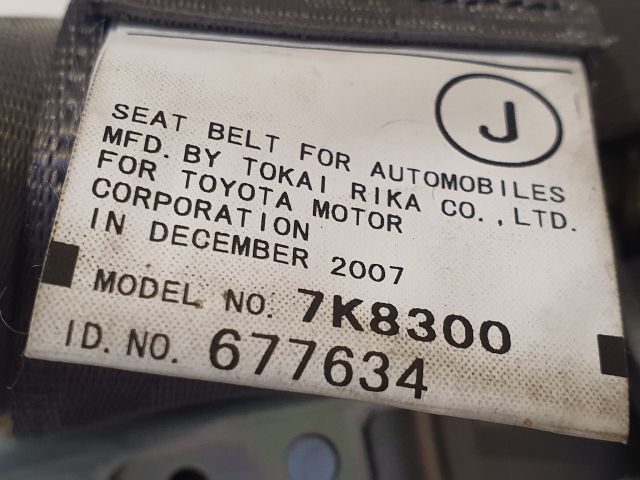 J
SEAT BELT FOR AUTOMOBILES
MFD. BY TOKAI RIKA CO., LTD.
FOR TOYOTA MOTOR
CORPORATION
IN DECEMBER 2007
MODEL NO. 7K8300
ID. NO. 677634